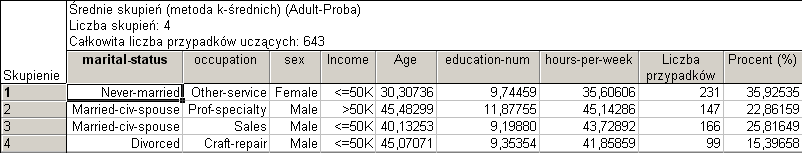 Średnie skupień (metoda k-średnich) (Adult-Proba)
Liczba skupień: 4
Całkowita liczba przypadków uczących: 643
Skupienie marital-status occupation sex Income Age education-num hours-per-week Liczba przypadków Procent (%)
1 Never-married Other-service Female <=50K 30,30736 9,74459 35,60606 231 35,92535
2 Married-civ-spouse Prof-specialty Male >50K 45,48299 11,87755 45,14286 147 22,86159
3 Married-civ-spouse Sales Male <=50K 40,13253 9,19880 43,72892 166 25,81649
4 Divorced Craft-repair Male <=50K 45,07071 9,35354 41,85859 99 15,39658